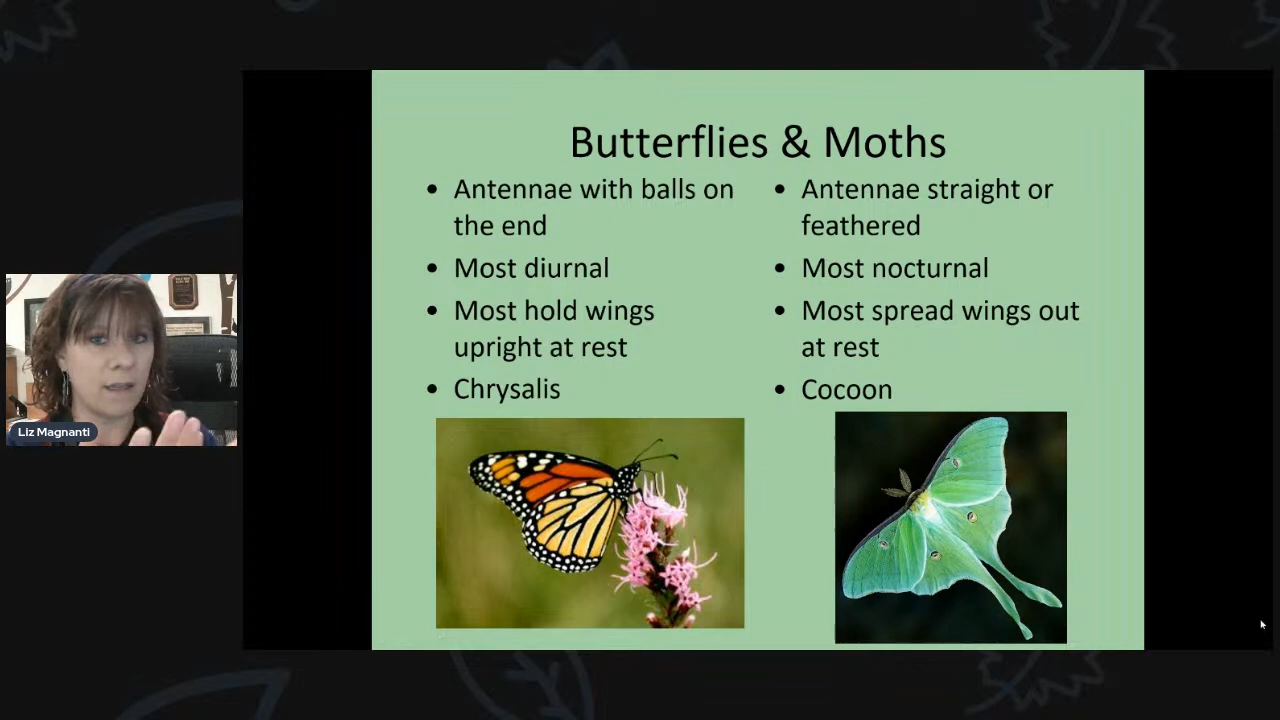 Butterflies & Moths
• Antennae with balls on
the end
• Most diurnal
• Most hold wings
upright at rest
• Chrysalis
• Antennae straight or
feathered
• Most nocturnal
• Most spread wings out
at rest
• Cocoon
Liz Magnanti